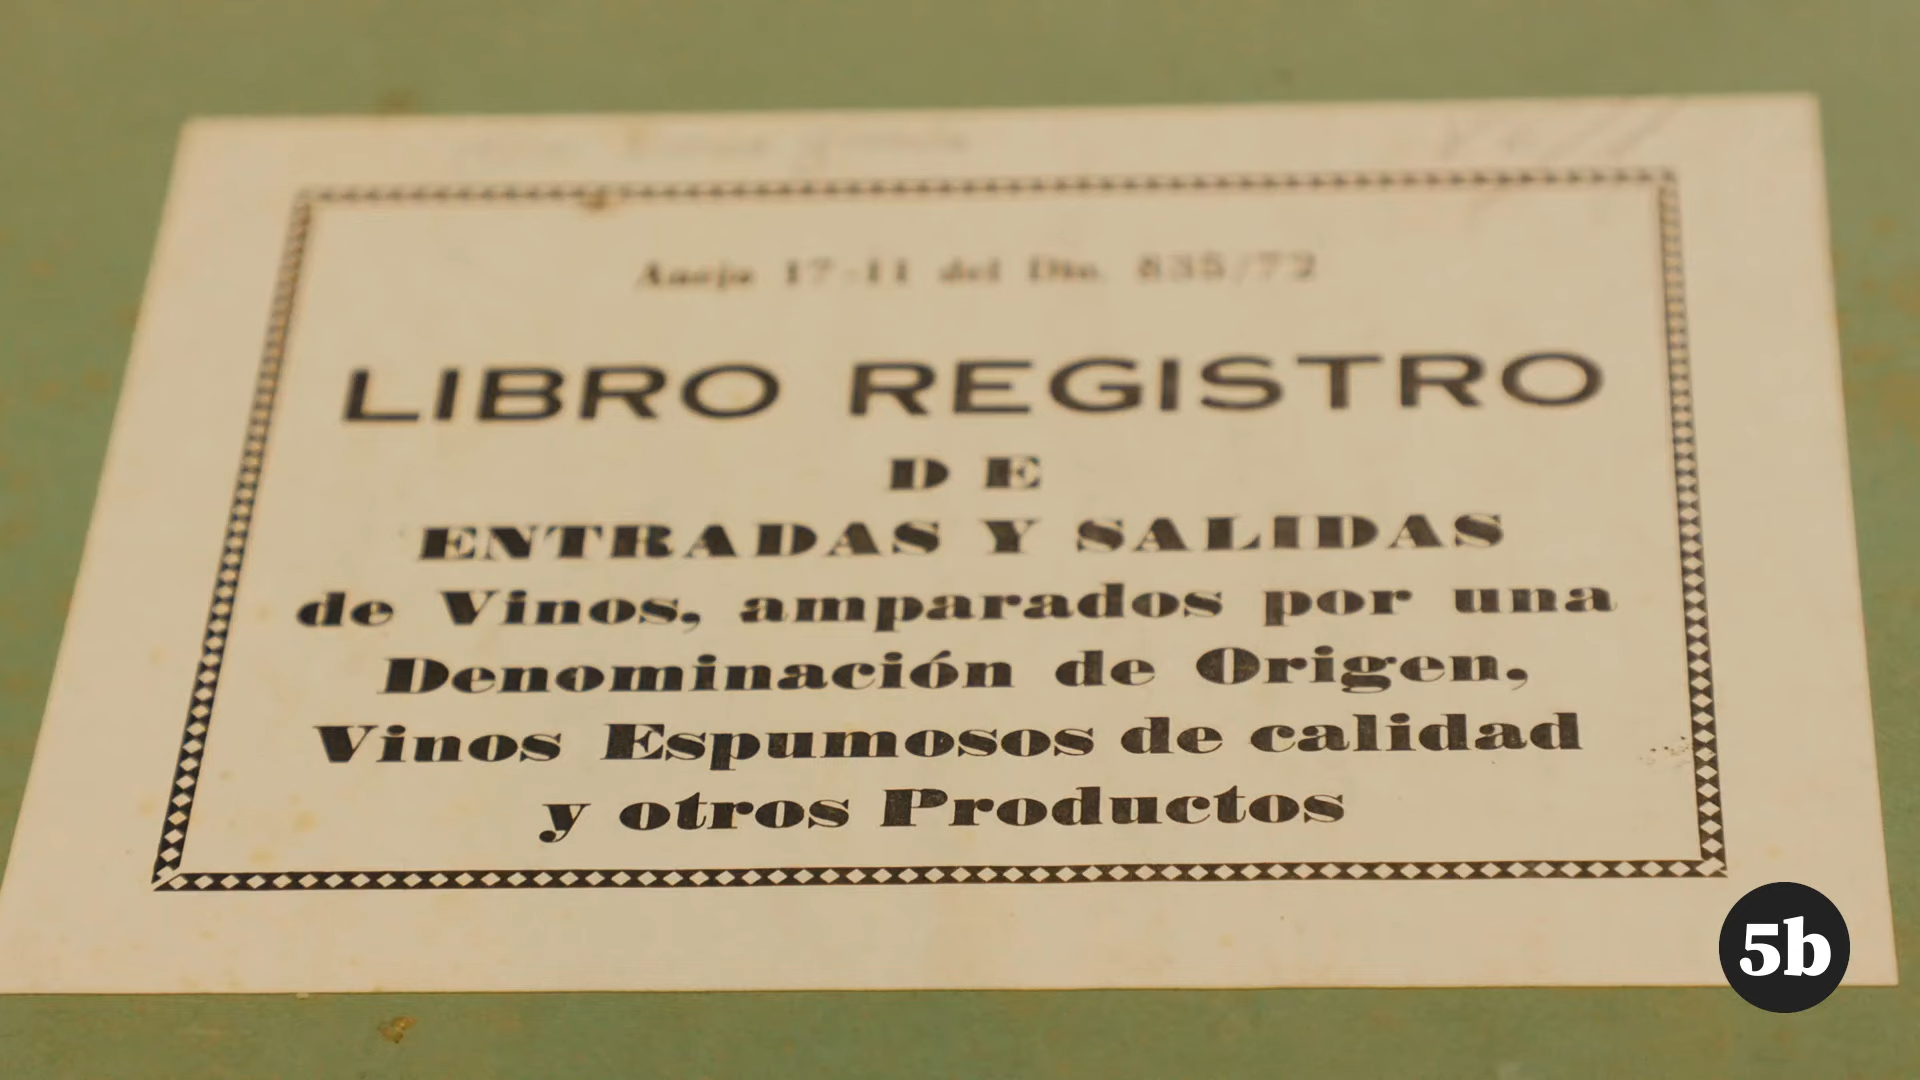 Anejo 17-11 del Dto. 835/72
LIBRO REGISTRO
DE
ENTRADAS Y SALIDAS
de Vinos, amparados por una
Denominación de Origen,
Vinos Espumosos de calidad
y otros Productos
5b